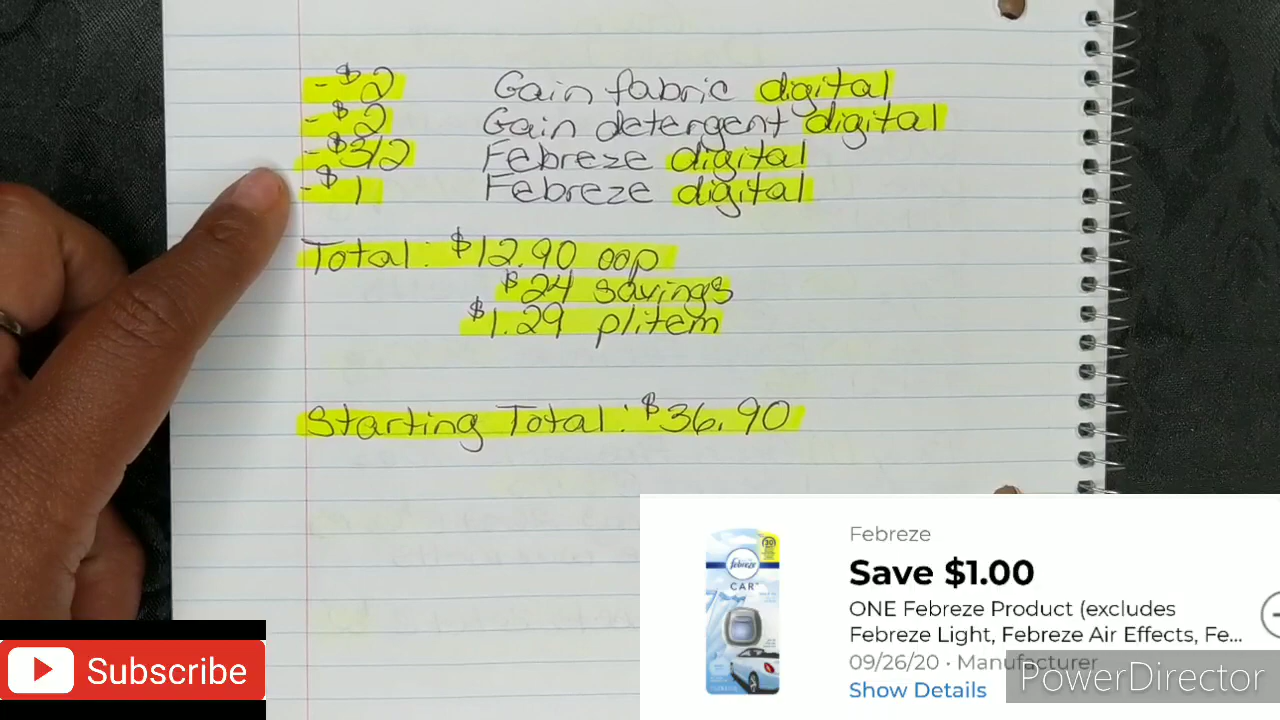 -$2 Gain fabric digital
-$2 Gain detergent digital
-$3/2 Febreze digital
-$1 Febreze digital
Total: $12.90 oop
$24 savings
$1.29 p/item
Starting Total: $36.90
Febreze
Save $1.00
ONE Febreze Product (excludes
Febreze Light, Febreze Air Effects, Fe...
09/26/20 · Manufacturer
Show Details
febreze
CAR
Subscribe
PowerDirector